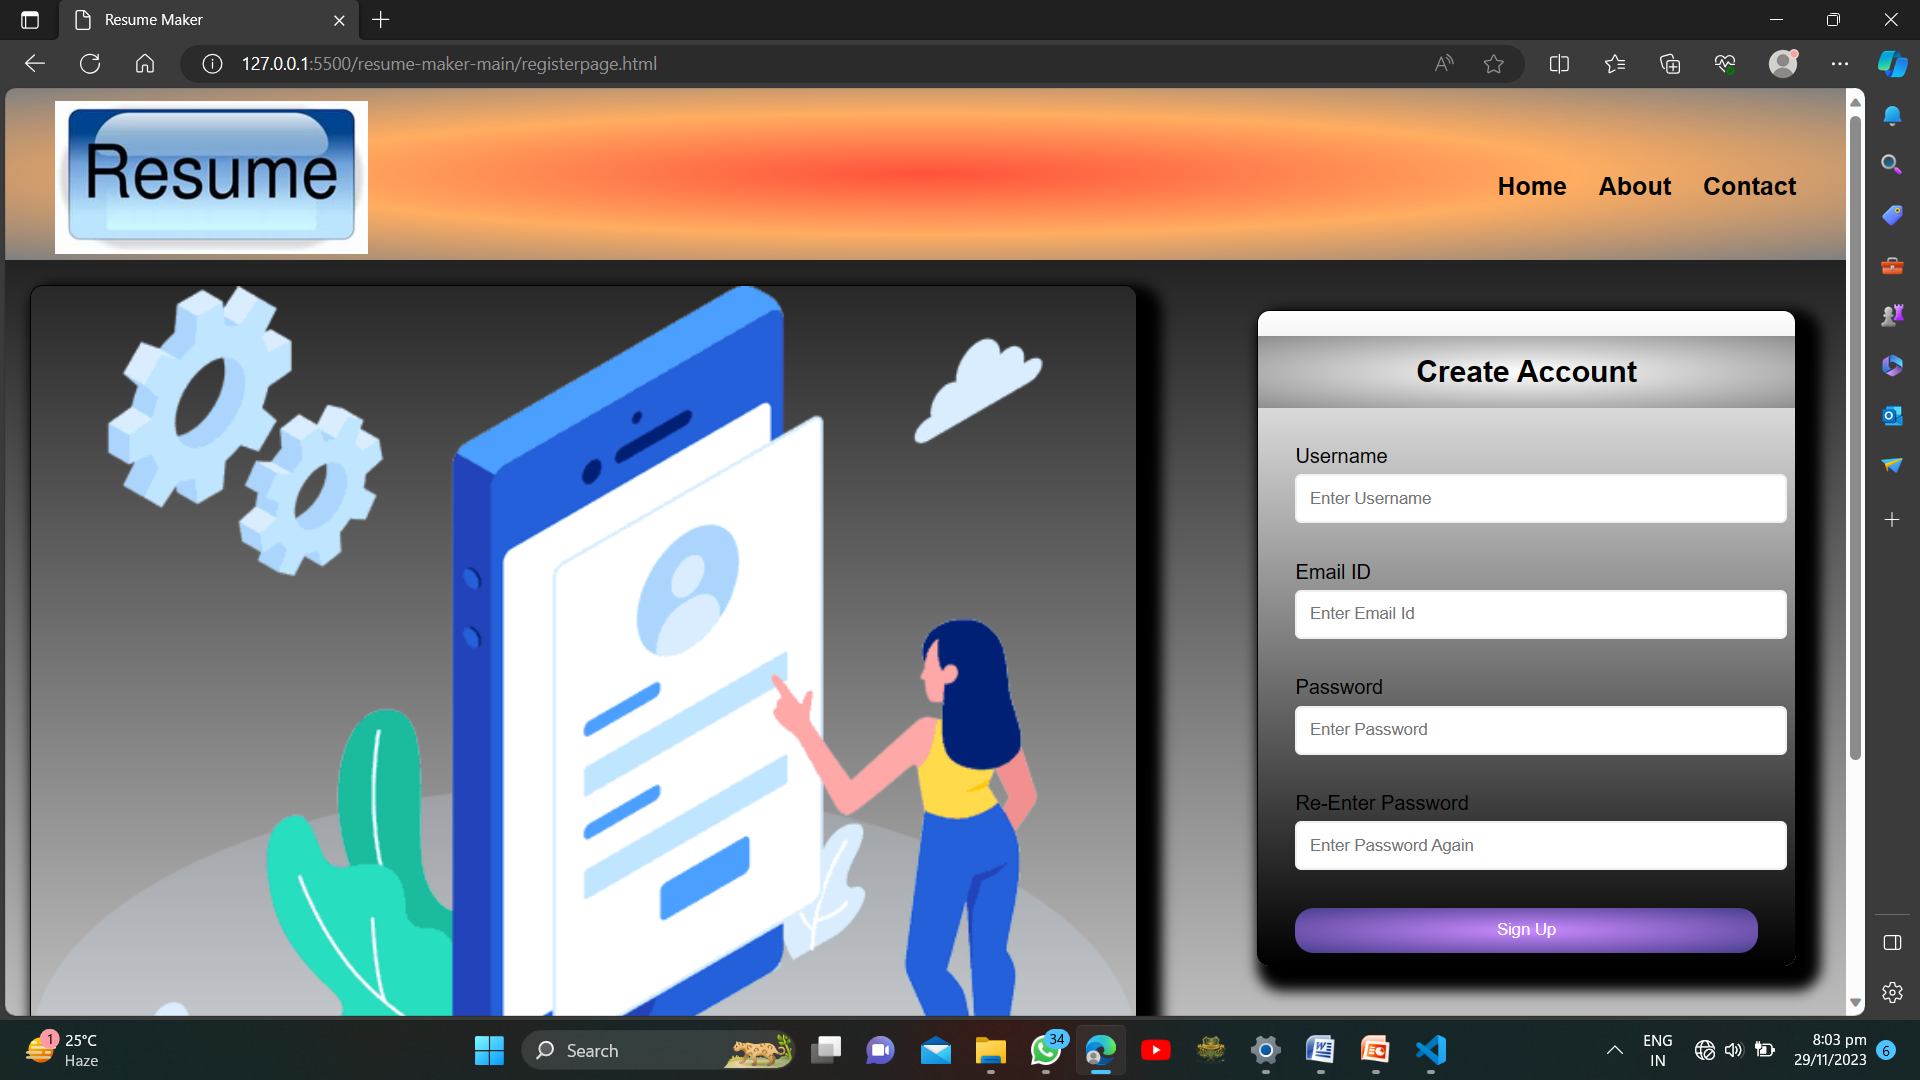 Resume Maker
127.0.0.1:5500/resume-maker-main/registerpage.html
Resume
Home About Contact
Create Account
Username
Enter Username
Email ID
Enter Email Id
Password
Enter Password
Re-Enter Password
Enter Password Again
Sign Up
1
25°C
Haze
Search
34
ENG
IN
8:03 pm
29/11/2023
6